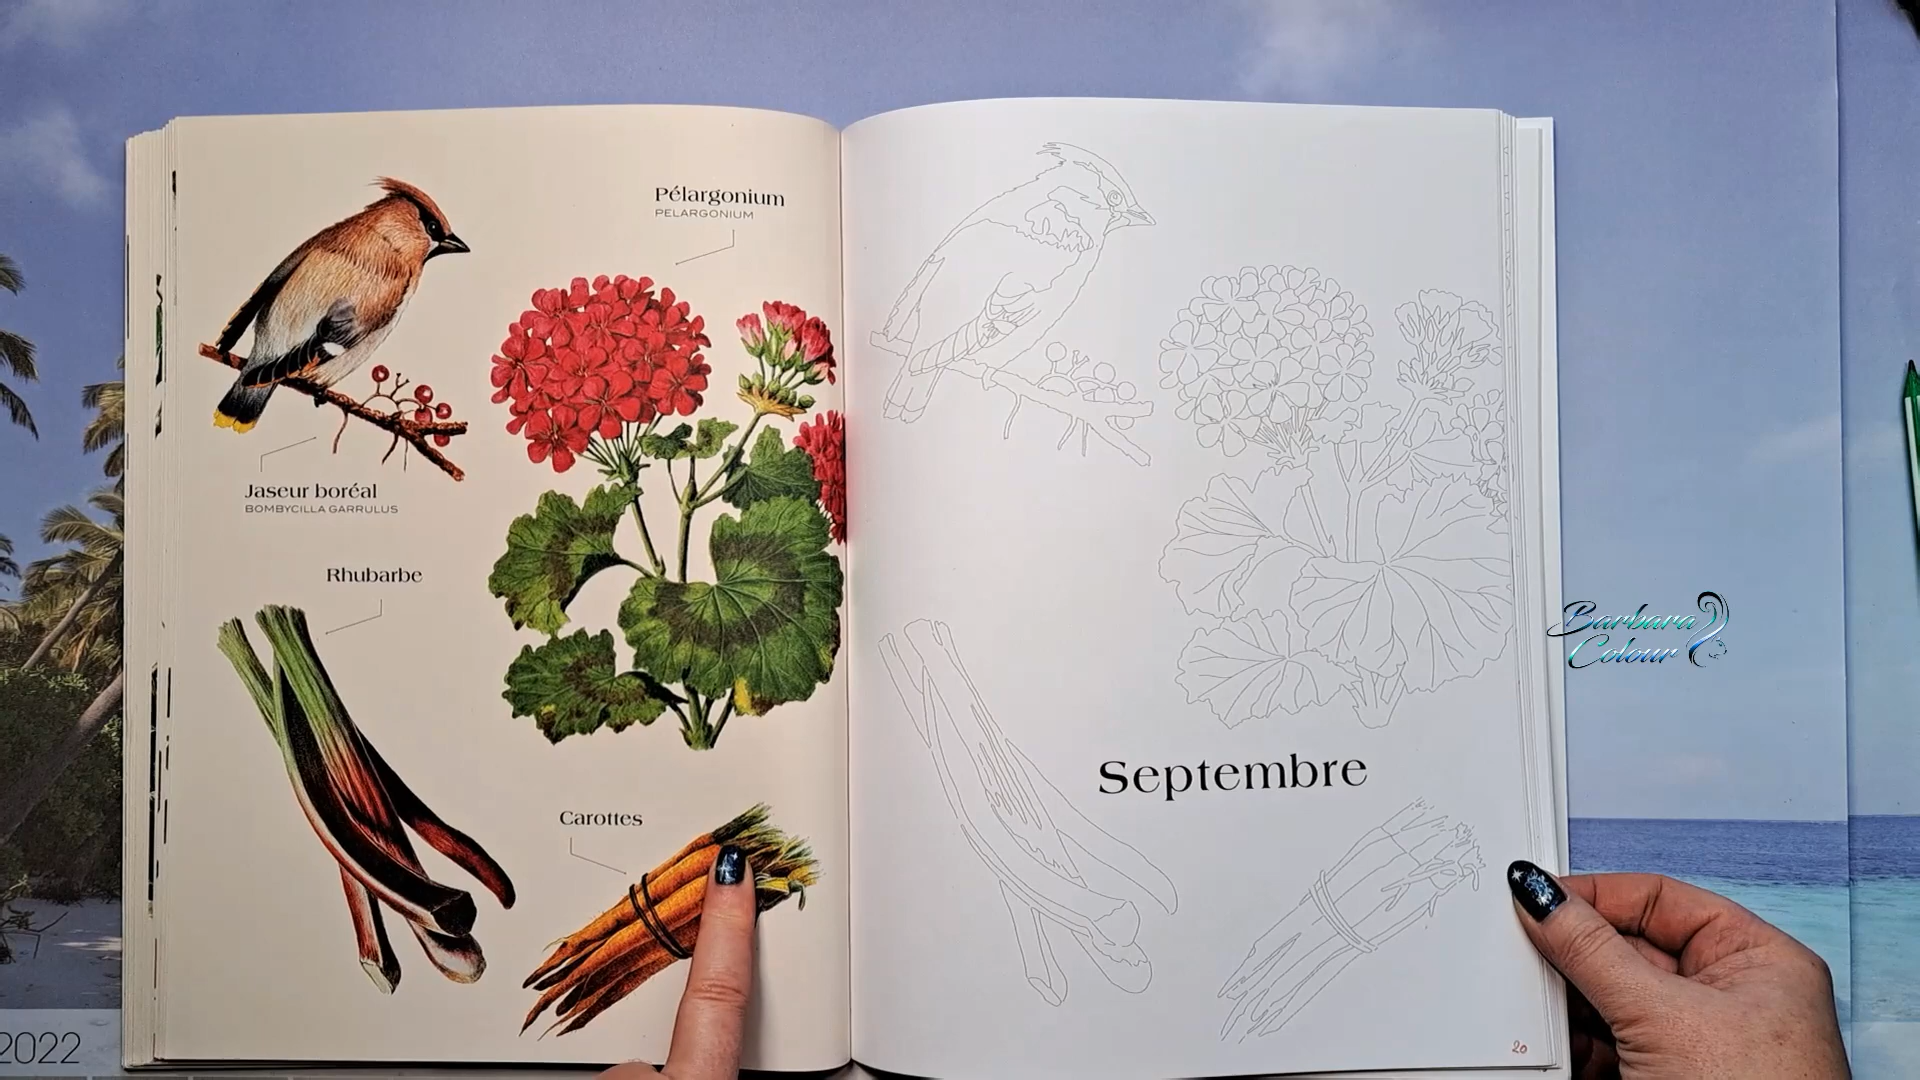 Pélargonium
PELARGONIUM
Jaseur boréal
BOMBYCILLA GARRULUS
Rhubarbe
Carottes
Septembre
20
Barbara
Colour
2022